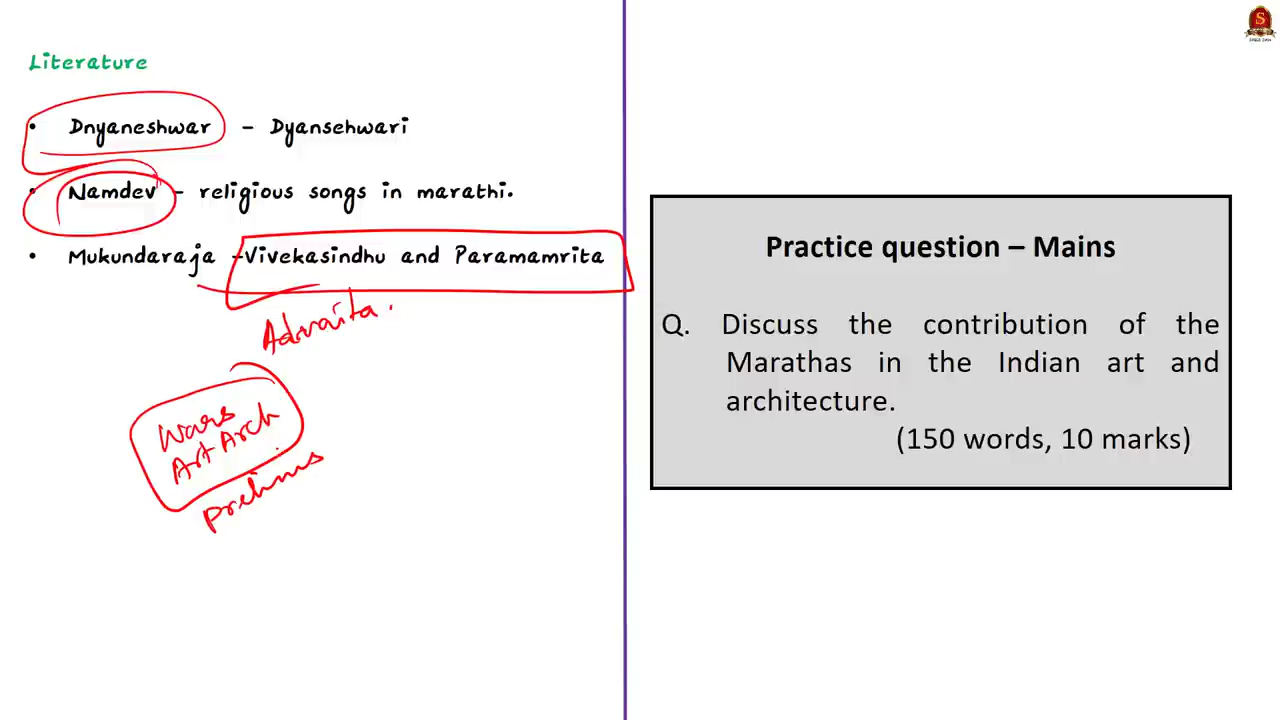 Literature
• Dnyaneshwar - Dyansehwari
• Namdev - religious songs in marathi.
• Mukundaraja -Vivekasindhu and Paramamrita
Advaita.
Wars
Art Arch
prelims
Practice question – Mains
Q. Discuss the contribution of the
Marathas in the Indian art and
architecture.
(150 words, 10 marks)
S